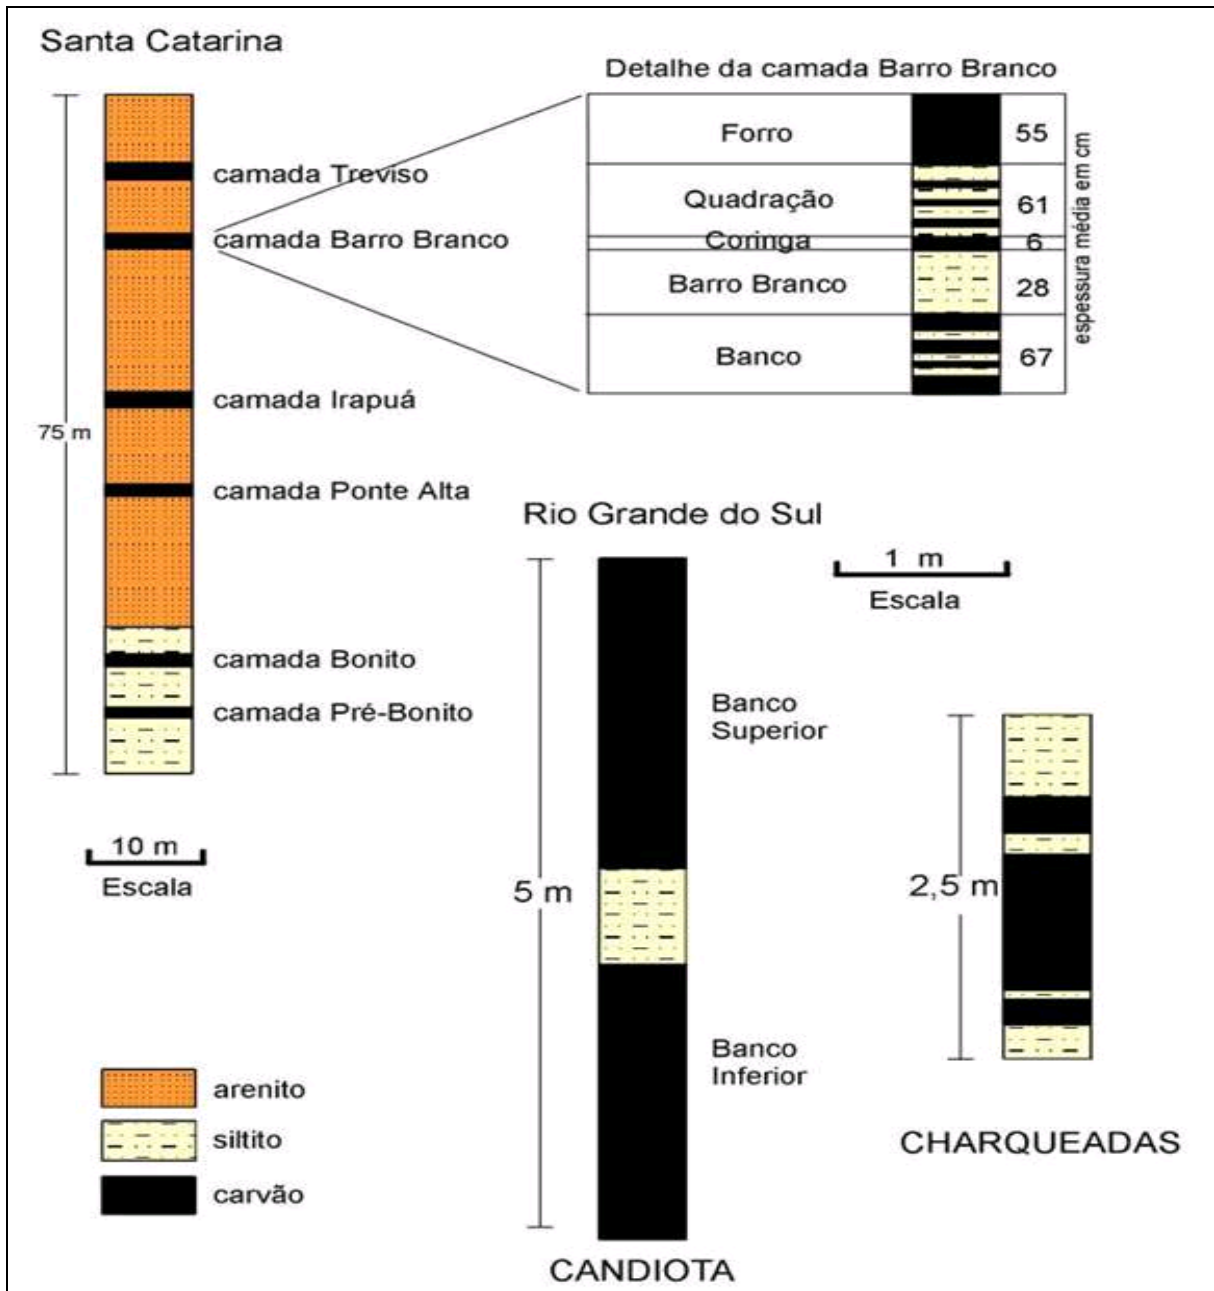 Santa Catarina
Detalhe da camada Barro Branco
Forro
55
camada Treviso
Quadração
61
camada Barro Branco
Coringa
6
Barro Branco
28
Banco
67
espessura média em cm
camada Irapuá
75 m
camada Ponte Alta
Rio Grande do Sul
1 m
Escala
camada Bonito
camada Pré-Bonito
Banco
Superior
10 m
Escala
5 m
2,5 m
Banco
Inferior
arenito
siltito
carvão
CHARQUEADAS
CANDIOTA